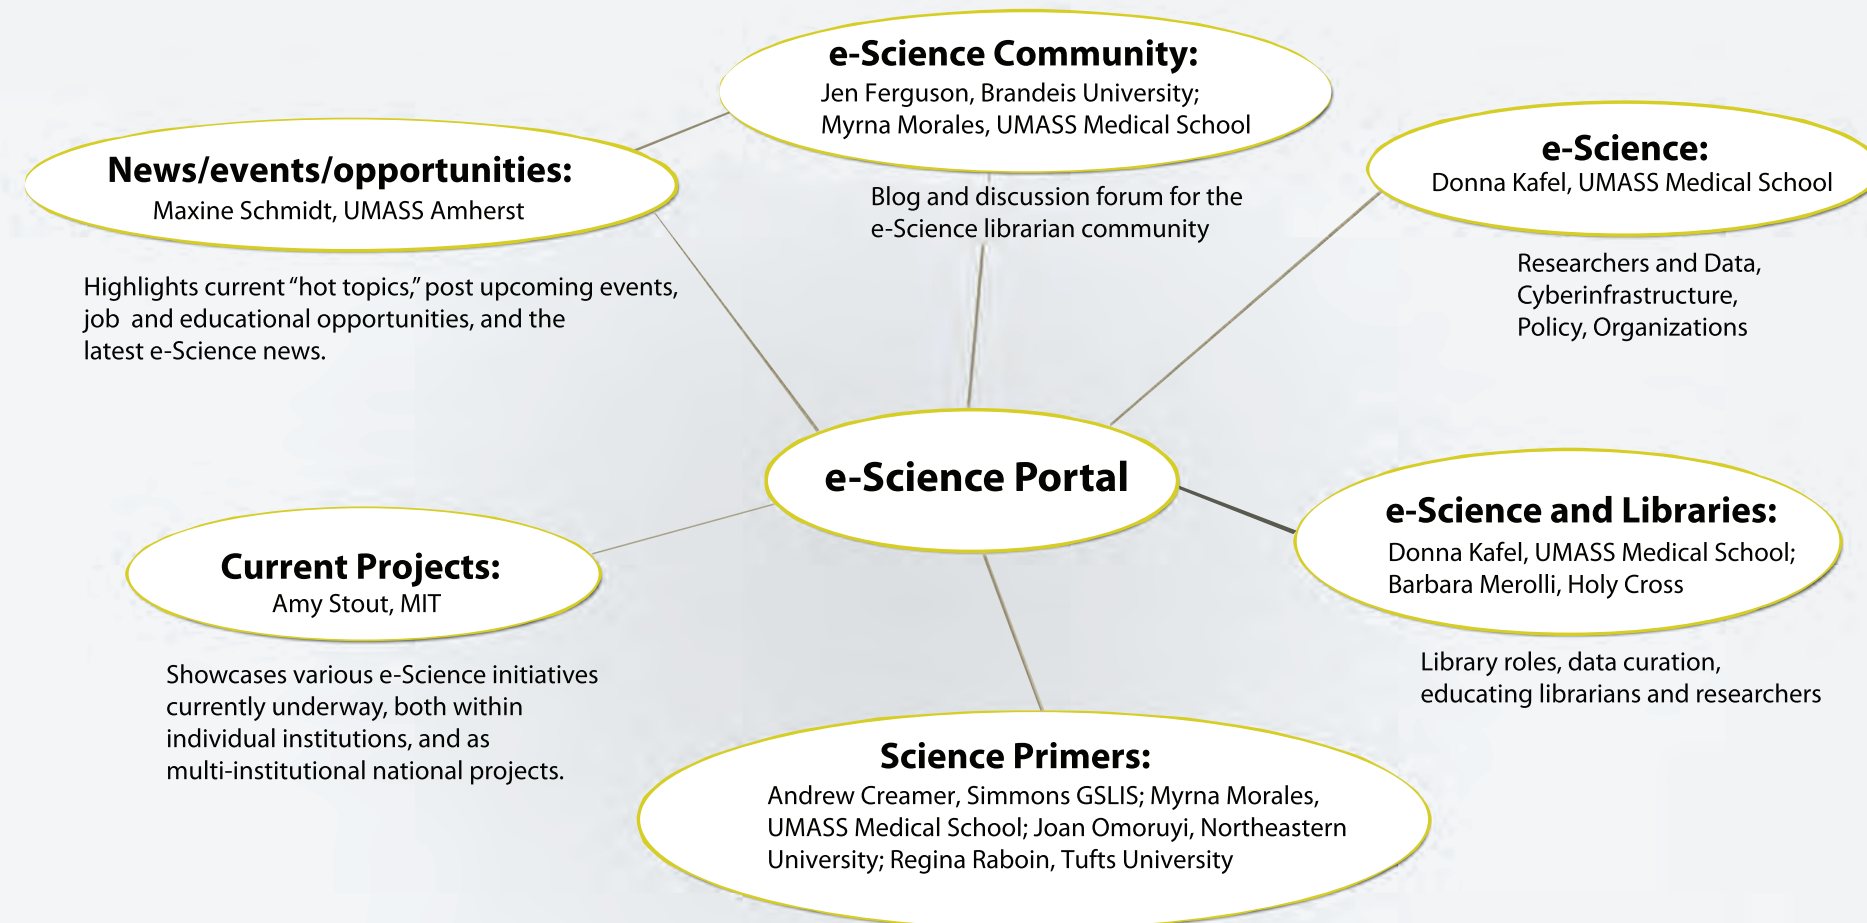 e-Science Community:
Jen Ferguson, Brandeis University;
Myrna Morales, UMASS Medical School
Blog and discussion forum for the
e-Science librarian community
News/events/opportunities:
Maxine Schmidt, UMASS Amherst
Highlights current “hot topics,” post upcoming events,
job and educational opportunities, and the
latest e-Science news.
e-Science:
Donna Kafel, UMASS Medical School
Researchers and Data,
Cyberinfrastructure,
Policy, Organizations
e-Science Portal
Current Projects:
Amy Stout, MIT
Showcases various e-Science initiatives
currently underway, both within
individual institutions, and as
multi-institutional national projects.
e-Science and Libraries:
Donna Kafel, UMASS Medical School;
Barbara Merolli, Holy Cross
Library roles, data curation,
educating librarians and researchers
Science Primers:
Andrew Creamer, Simmons GSLIS; Myrna Morales,
UMASS Medical School; Joan Omoruyi, Northeastern
University; Regina Raboin, Tufts University